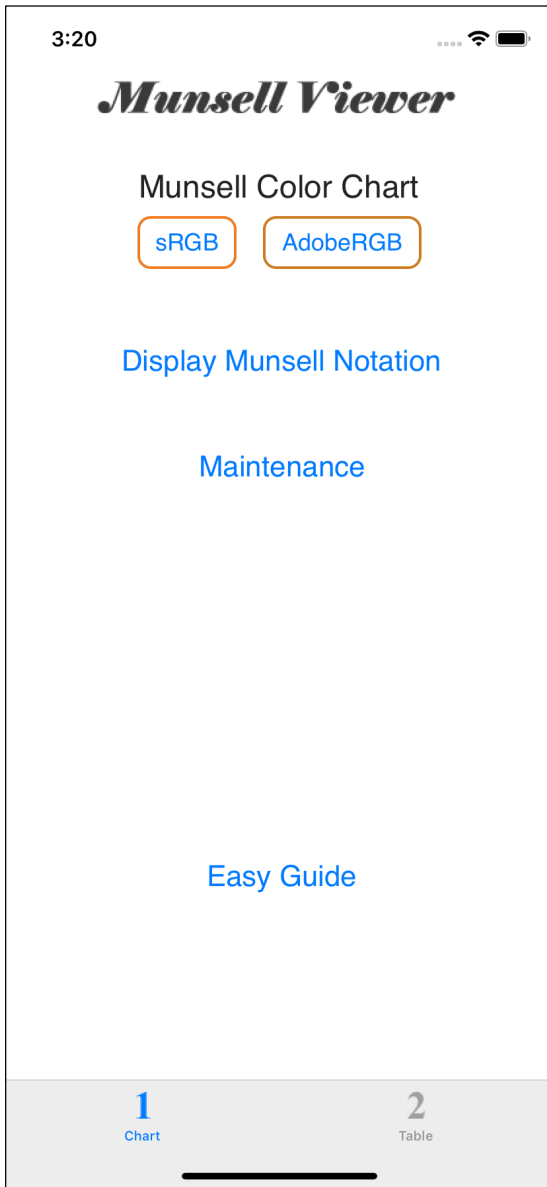 3:20
Munsell Viewer
Munsell Color Chart
sRGB AdobeRGB
Display Munsell Notation
Maintenance
Easy Guide
1 2
Chart Table